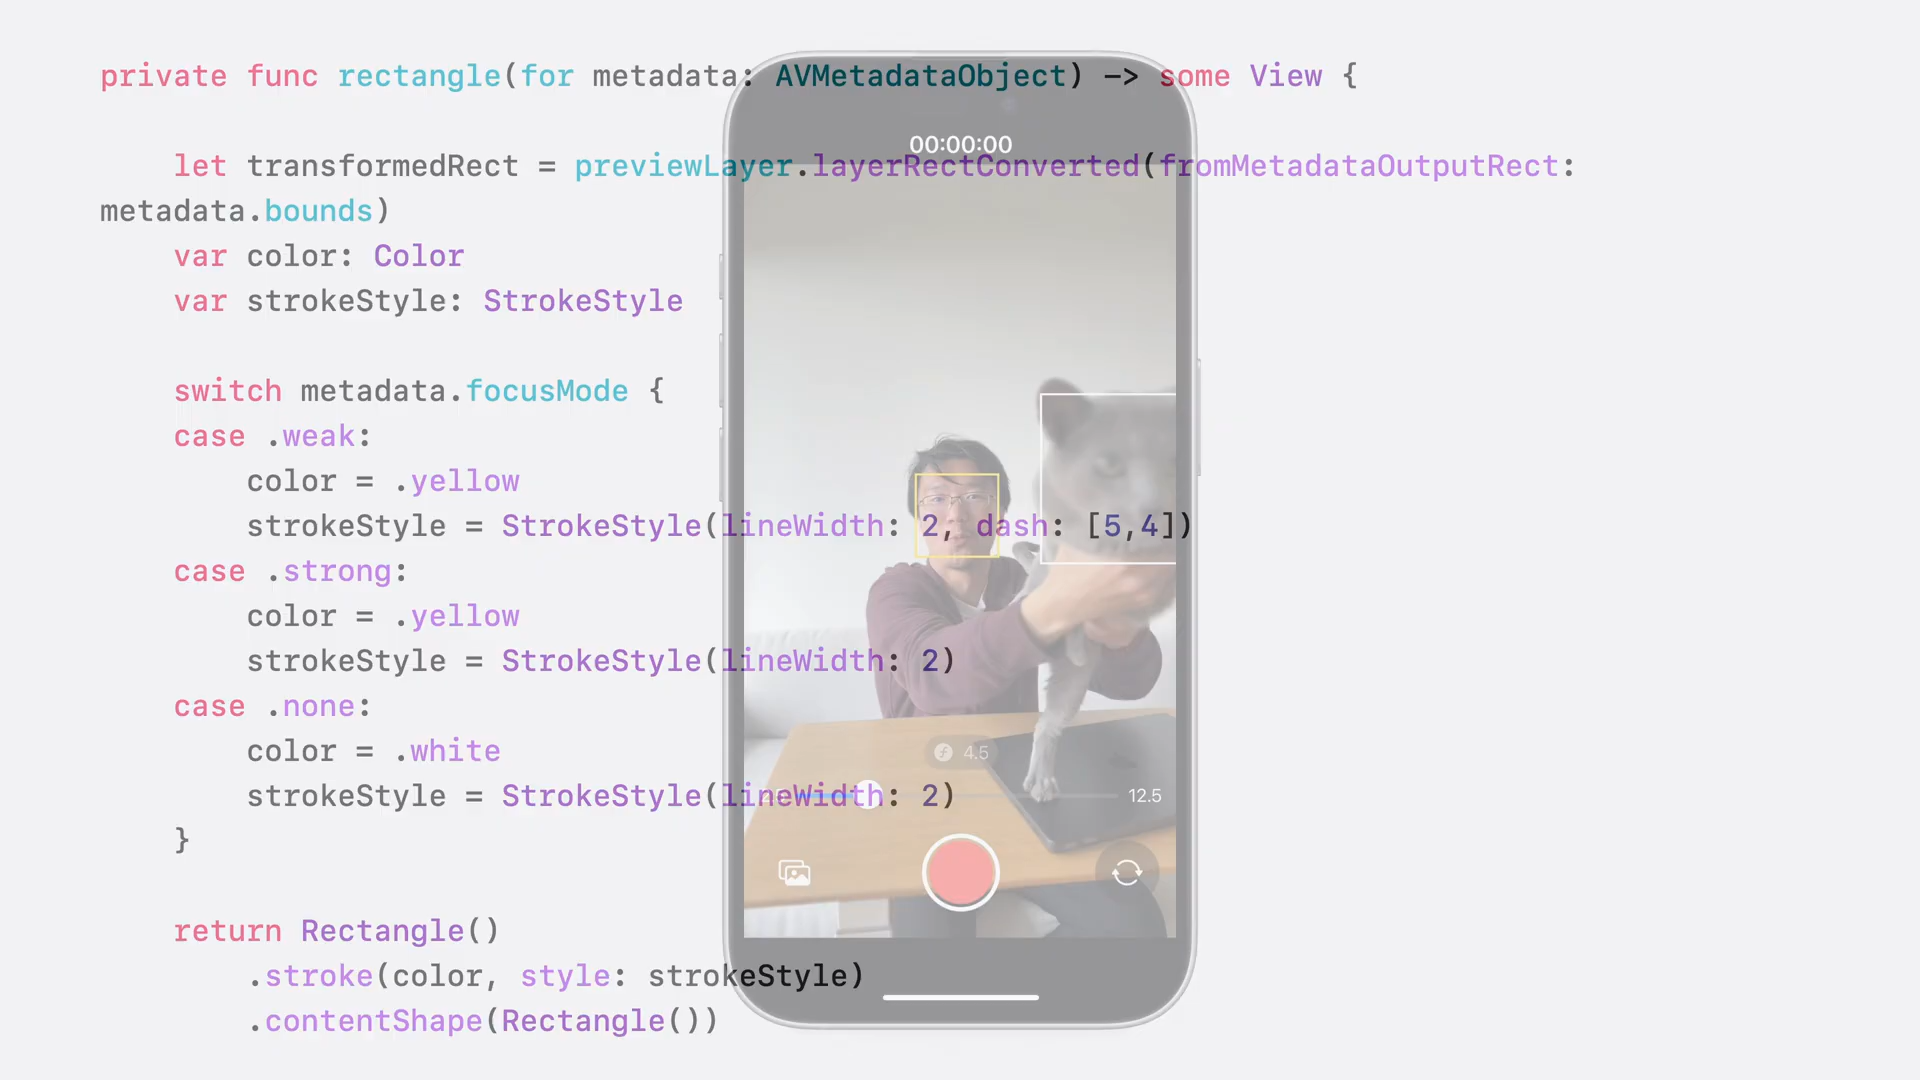 private func rectangle(for metadata: AVMetadataObject) -> some View {
00:00:00
let transformedRect = previewLayer.layerRectConverted(fromMetadataOutputRect:
metadata.bounds)
var color: Color
var strokeStyle: StrokeStyle
switch metadata.focusMode {
case .weak:
color = .yellow
strokeStyle = StrokeStyle(lineWidth: 2, dash: [5,4])
case .strong:
color = .yellow
strokeStyle = StrokeStyle(lineWidth: 2)
case .none:
color = .white
ƒ 4.5
strokeStyle = StrokeStyle(lineWidth: 2)
12.5
}
return Rectangle()
.stroke(color, style: strokeStyle)
.contentShape(Rectangle())